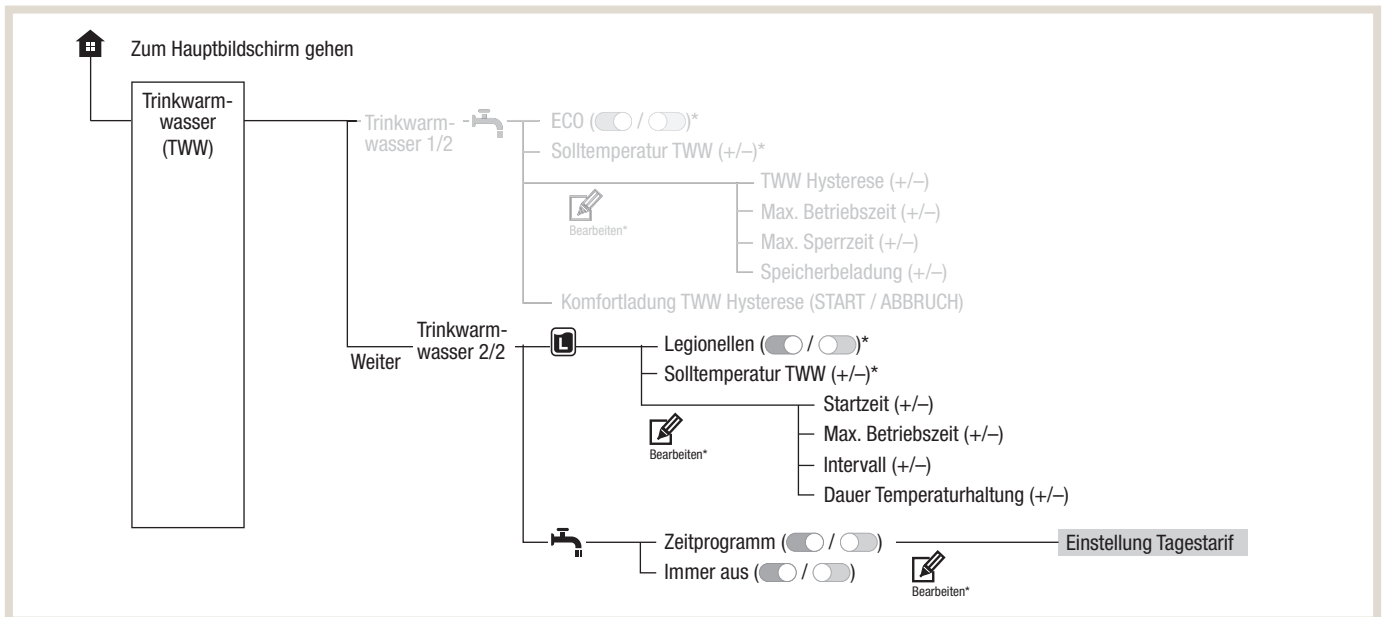 Zum Hauptbildschirm gehen
Trinkwarm-
wasser
(TWW)
Trinkwarm-
wasser 1/2
ECO ( / )*
Solltemperatur TWW (+/–)*
Bearbeiten*
TWW Hysterese (+/–)
Max. Betriebszeit (+/–)
Max. Sperrzeit (+/–)
Speicherbeladung (+/–)
Komfortladung TWW Hysterese (START / ABBRUCH)
Weiter
Trinkwarm-
wasser 2/2
L
Legionellen ( / )*
Solltemperatur TWW (+/–)*
Bearbeiten*
Startzeit (+/–)
Max. Betriebszeit (+/–)
Intervall (+/–)
Dauer Temperaturhaltung (+/–)
Zeitprogramm ( / )
Bearbeiten*
Einstellung Tagestarif
Immer aus ( / )